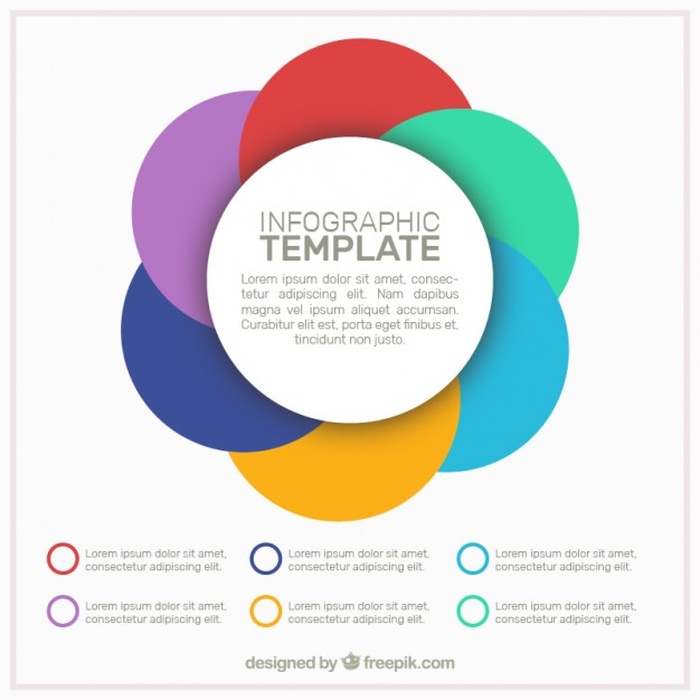 INFOGRAPHIC
TEMPLATE
Lorem ipsum dolor sit amet, consec-
tetur adipiscing elit. Nam dapibus
magna vel ipsum aliquet accumsan.
Curabitur elit est, porta eget finibus et,
tincidunt non justo.
Lorem ipsum dolor sit amet,
consectetur adipiscing elit.
Lorem ipsum dolor sit amet,
consectetur adipiscing elit.
Lorem ipsum dolor sit amet,
consectetur adipiscing elit.
Lorem ipsum dolor sit amet,
consectetur adipiscing elit.
Lorem ipsum dolor sit amet,
consectetur adipiscing elit.
Lorem ipsum dolor sit amet,
consectetur adipiscing elit.
designed by freepik.com